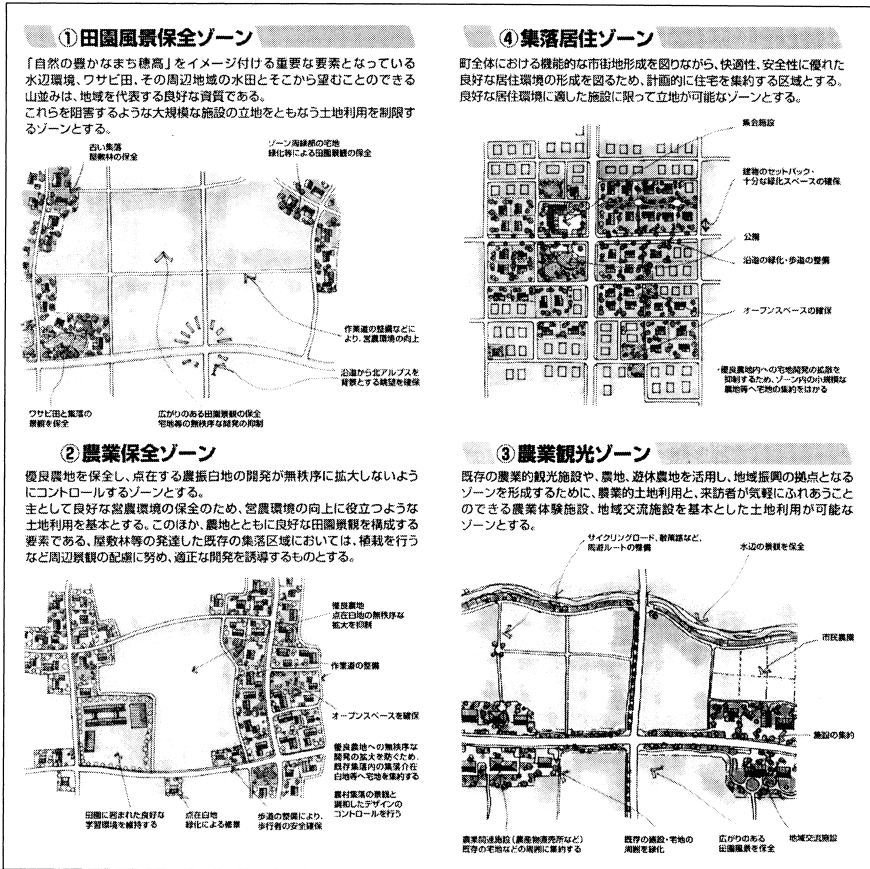 ①田園風景保全ゾーン
「自然の豊かなまち穂高」をイメージ付ける重要な要素となっている
水辺環境、ワサビ田、その周辺地域の水田とそこから望むことのできる
山並みは、地域を代表する良好な資質である。
これらを阻害するような大規模な施設の立地をともなう土地利用を制限す
るゾーンとする。
古い集落
屋敷林の保全
ゾーン周縁部の宅地
緑化等による田園景観の保全
作業道の整備などに
より、営農環境の向上
沿道から北アルプスを
背景とする眺望を確保
ワサビ田と集落の
景観を保全
広がりのある田園景観の保全
宅地等の無秩序な開発の抑制
②農業保全ゾーン
優良農地を保全し、点在する農振白地の開発が無秩序に拡大しないよう
にコントロールするゾーンとする。
主として良好な営農環境の保全のため、営農環境の向上に役立つような
土地利用を基本とする。このほか、農地とともに良好な田園景観を構成する
要素である、屋敷林等の発達した既存の集落区域においては、植栽を行う
など周辺景観の配慮に努め、適正な開発を誘導するものとする。
優良農地
点在白地の無秩序な
拡大を抑制
作業道の整備
オープンスペースを確保
優良農地への無秩序な
開発の拡大を防ぐため、
既存集落内の集落介在
白地等へ宅地を集約する
農村集落の景観と
調和したデザインの
コントロールを行う
田園に囲まれた良好な
学習環境を維持する
点在白地
緑化による修景
歩道の整備により、
歩行者の安全確保
④集落居住ゾーン
町全体における機能的な市街地形成を図りながら、快適性、安全性に優れた
良好な居住環境の形成を図るため、計画的に住宅を集約する区域とする。
良好な居住環境に適した施設に限って立地が可能なゾーンとする。
集会施設
建物のセットバック・
十分な緑化スペースの確保
公園
沿道の緑化・歩道の整備
オープンスペースの確保
・優良農地内への宅地開発の拡散を
抑制するため、ゾーン内の小規模な
農地等へ宅地の集約をはかる
③農業観光ゾーン
既存の農業的観光施設や、農地、遊休農地を活用し、地域振興の拠点となる
ゾーンを形成するために、農業的土地利用と、来訪者が気軽にふれあうこと
のできる農業体験施設、地域交流施設を基本とした土地利用が可能な
ゾーンとする。
サイクリングロード、散策路など、
周遊ルートの整備
水辺の景観を保全
市民農園
施設の集約
農業関連施設(農産物直売所など)
既存の宅地などの周囲に集約する
既存の施設・宅地の
周囲を緑化
広がりのある
田園風景を保全
地域交流施設